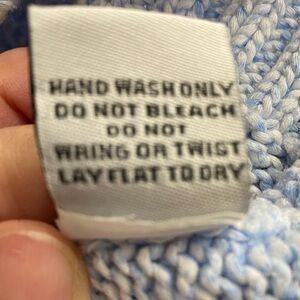 HAND WASH ONLY
DO NOT BLEACH
DO NOT
WRING OR TWIST
LAY FLAT TO DRY